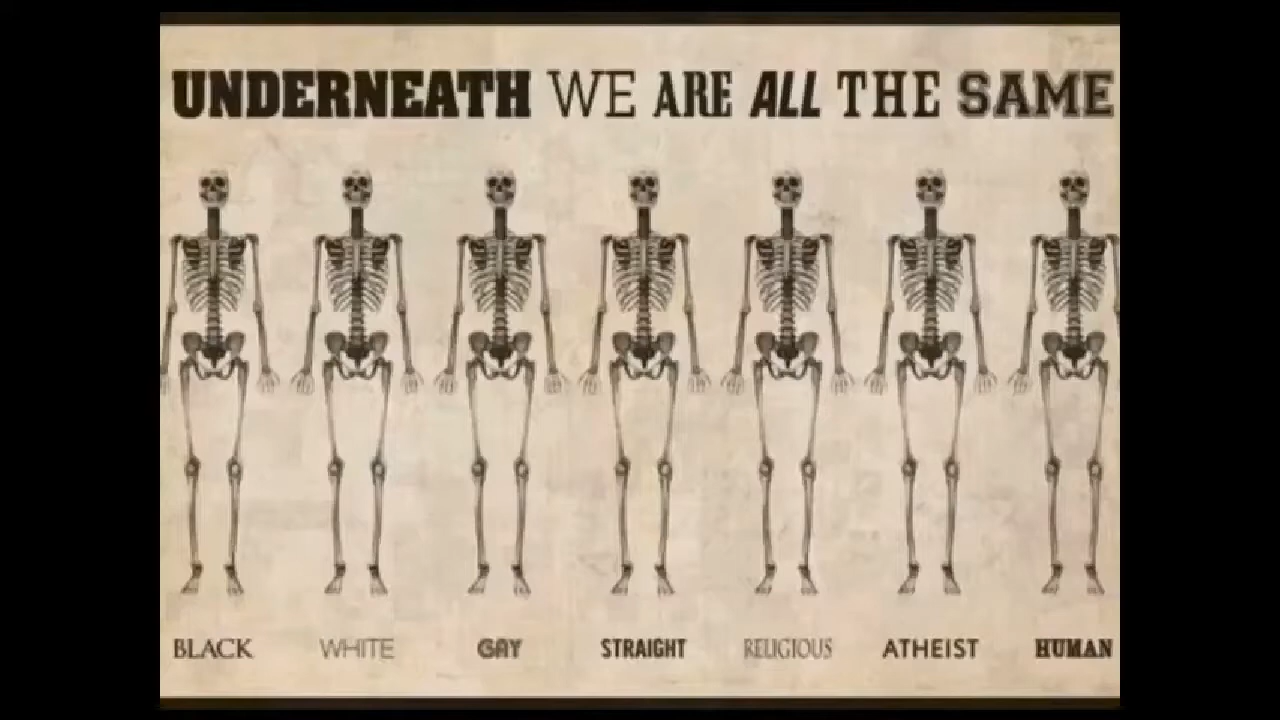 UNDERNEATH WE ARE ALL THE SAME
BLACK WHITE GAY STRAIGHT RELIGIOUS ATHEIST HUMAN